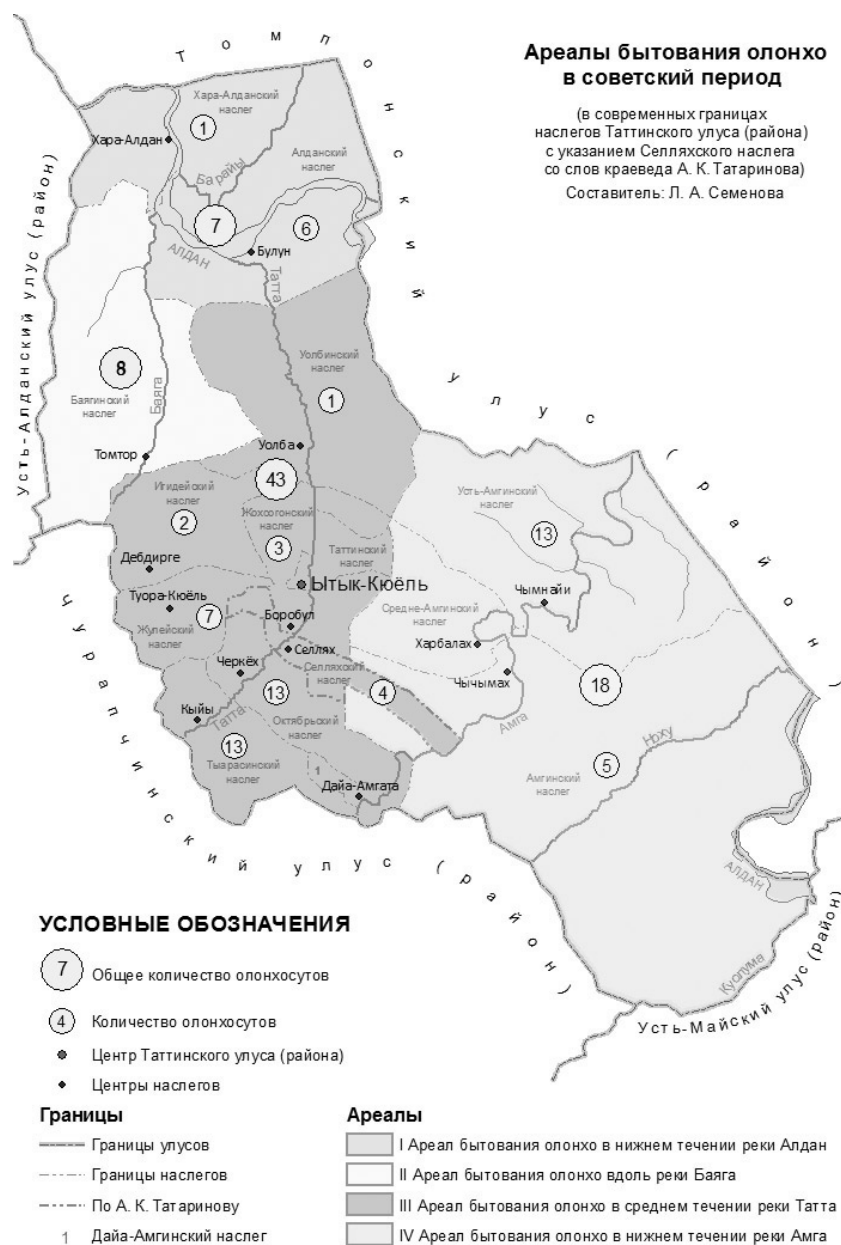 Ареалы бытования олонхо
в советский период
(в современных границах
наслегов Таттинского улуса (района)
с указанием Селляхского наслега
со слов краеведа А. К. Татаринова)
Составитель: Л. А. Семенова
Томпонский улус (район)
Усть-Алданский улус (район)
Чурапчинский улус (район)
Усть-Майский улус (район)
Хара-Алданский
наслег
1
Хара-Алдан
Барайы
Алданский
наслег
7
6
Булун
АЛДАН
Татта
Уолбинский
наслег
1
8
Баягинский
наслег
Баяга
Томтор
Уолба
43
Игидейский
наслег
2
Жохсогонский
наслег
3
Дебдирге
Таттинский
наслег
Ытык-Кюёль
Усть-Амгинский
наслег
13
Чымнайи
Туора-Кюёль
7
Жулейский
наслег
Боробул
Средне-Амгинский
наслег
Харбалах
Селлях
Селляхский
наслег
Черкёх
13
4
Чычымах
18
Кыйы
Татта
Октябрьский
наслег
Амга
Ноху
13
Тыарасинский
наслег
1
Дайа-Амгата
5
Амгинский
наслег
АЛДАН
Куолума
УСЛОВНЫЕ ОБОЗНАЧЕНИЯ
7 Общее количество олонхосутов
4 Количество олонхосутов
Центр Таттинского улуса (района)
Центры наслегов
Границы
Границы улусов
Границы наслегов
По А. К. Татаринову
1 Дайа-Амгинский наслег
Ареалы
I Ареал бытования олонхо в нижнем течении реки Алдан
II Ареал бытования олонхо вдоль реки Баяга
III Ареал бытования олонхо в среднем течении реки Татта
IV Ареал бытования олонхо в нижнем течении реки Амга